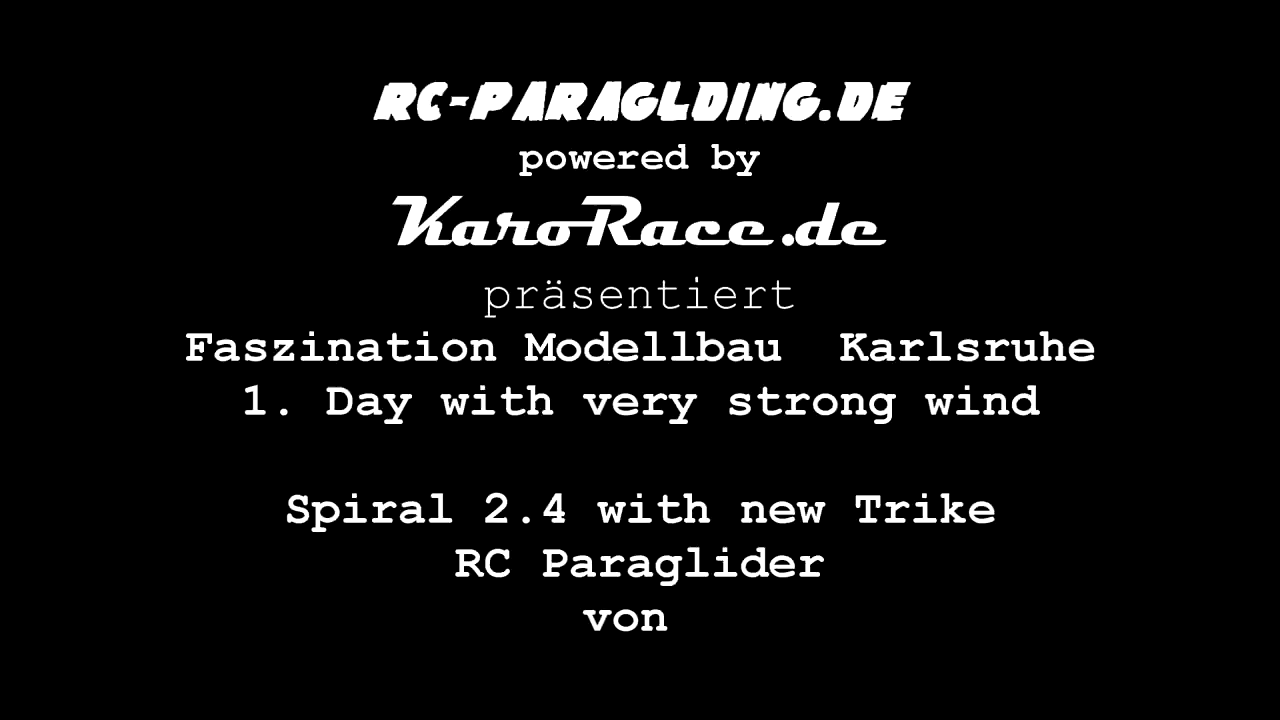 RC-PARAGLDING.DE
powered by
KaroRace.de
präsentiert
Faszination Modellbau Karlsruhe
1. Day with very strong wind
Spiral 2.4 with new Trike
RC Paraglider
von